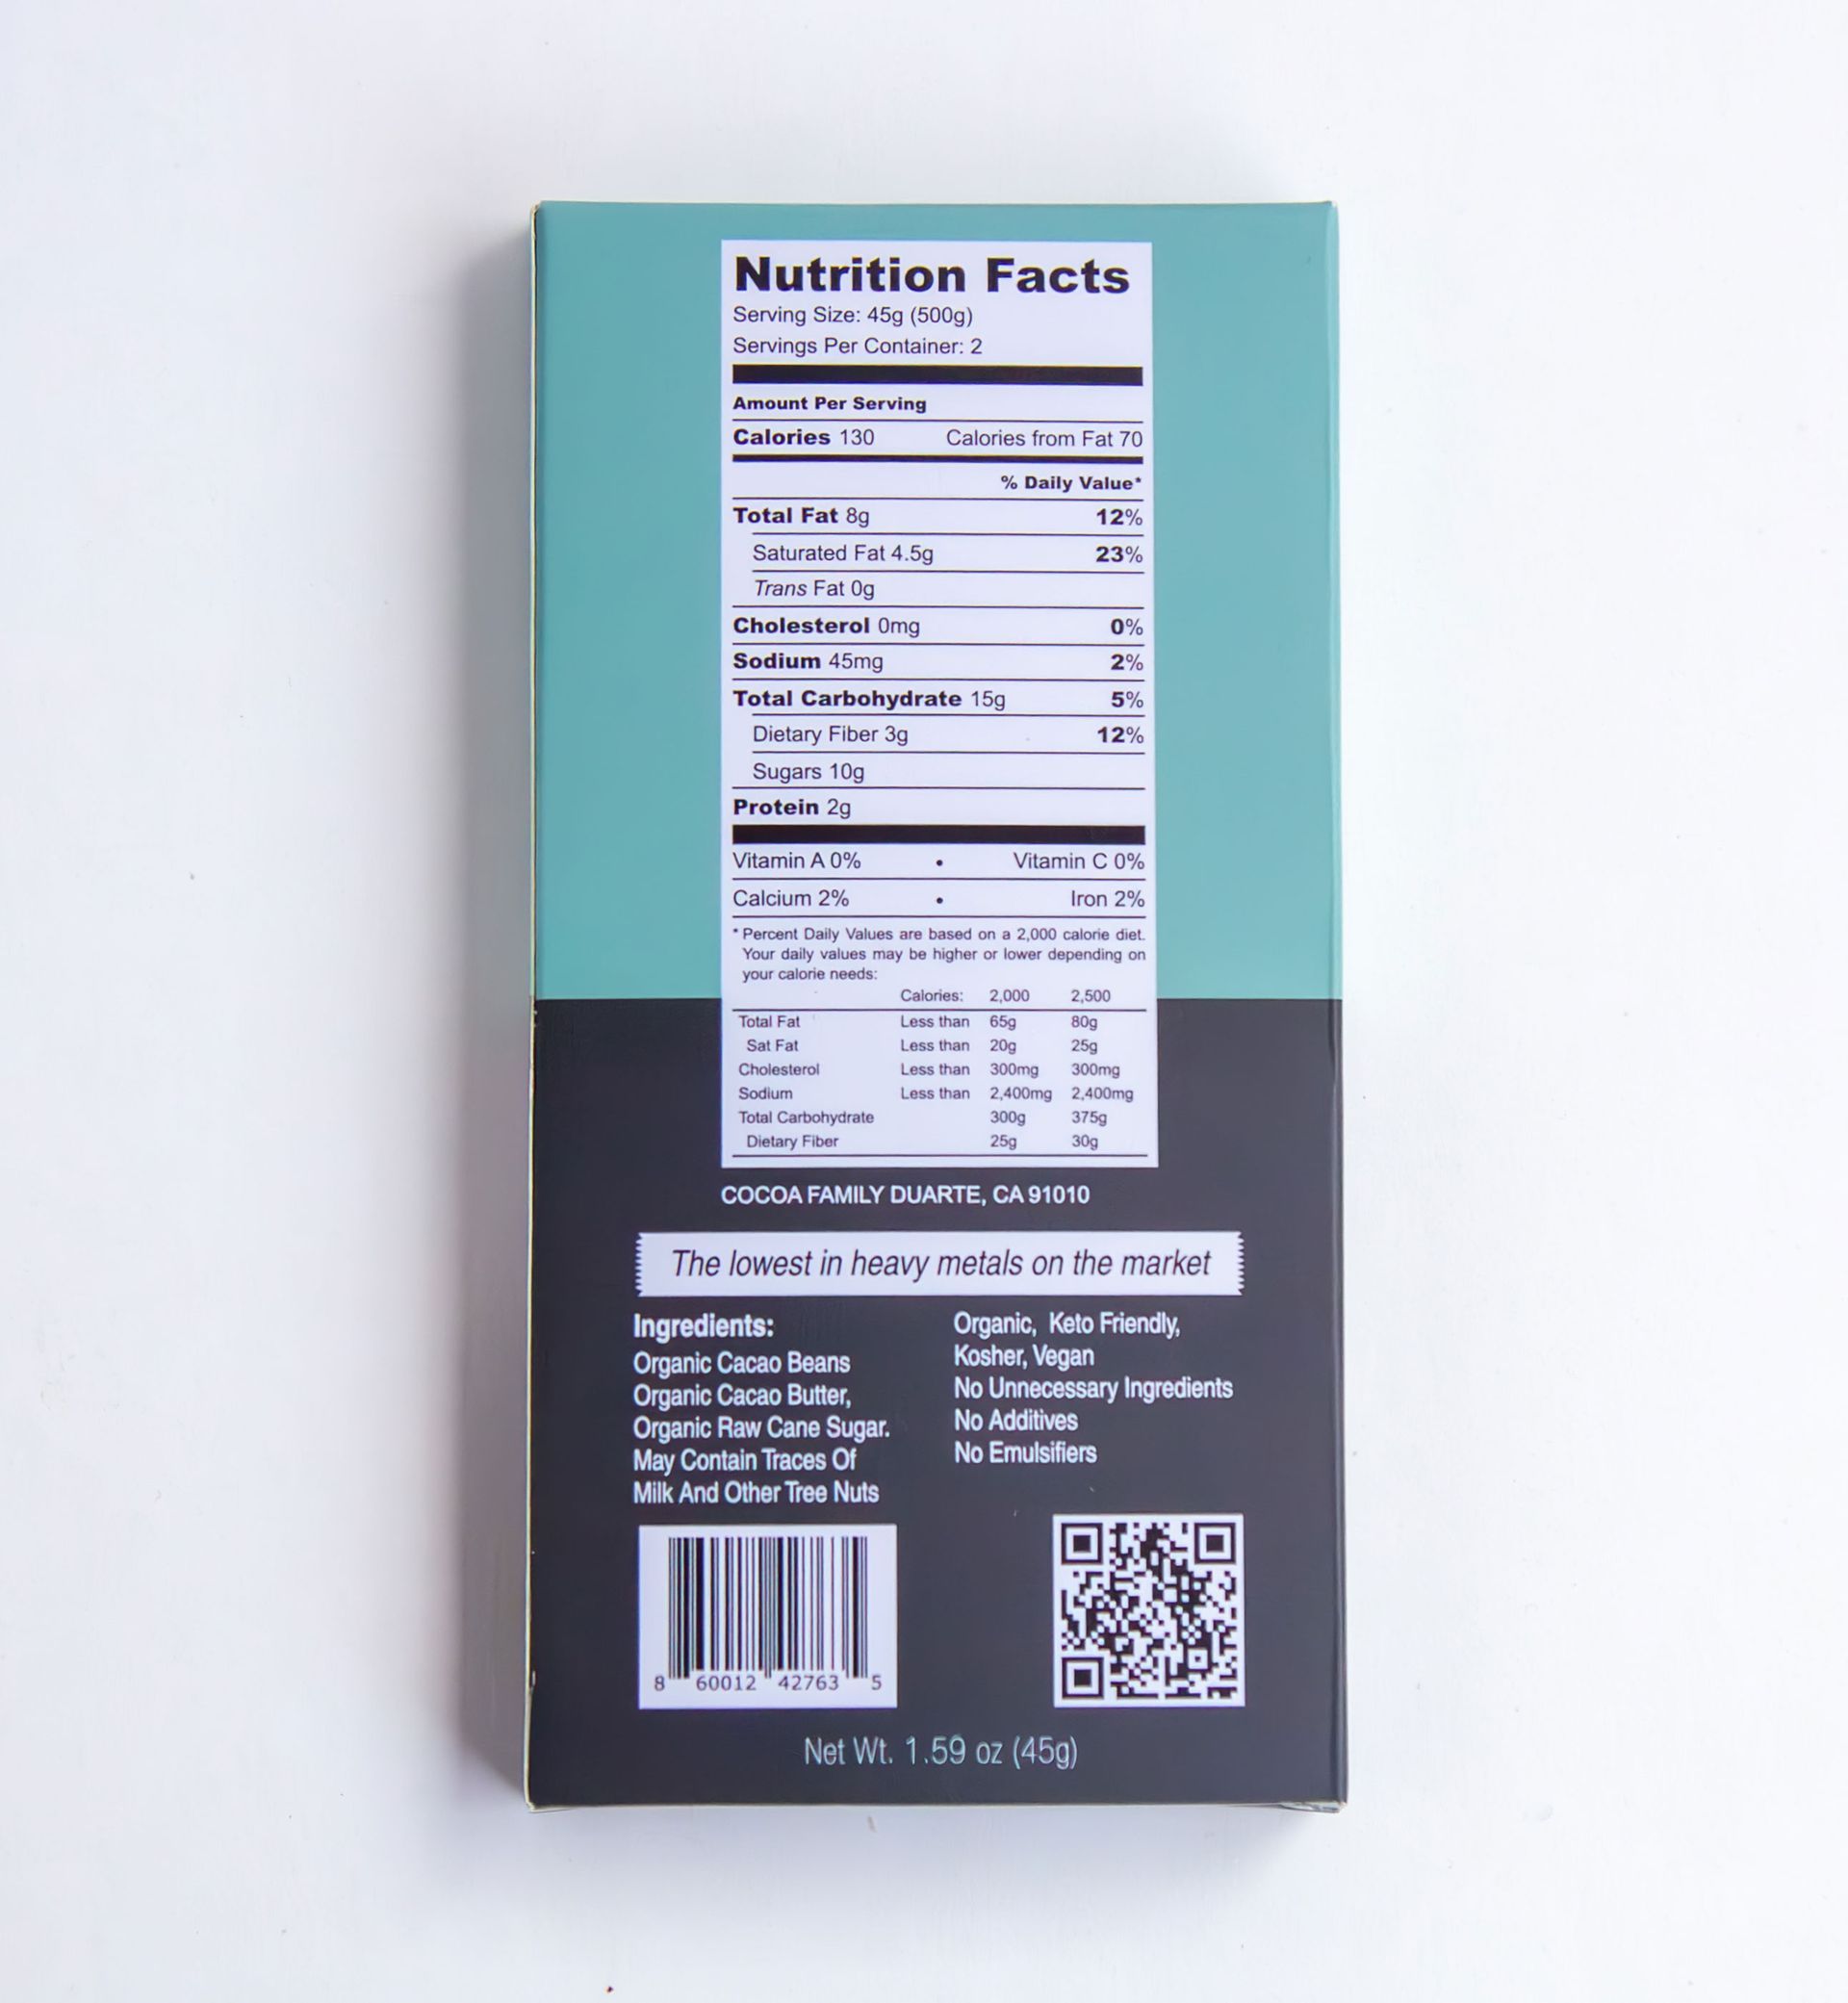 Nutrition Facts
Serving Size: 45g (500g)
Servings Per Container: 2
Amount Per Serving
Calories 130 Calories from Fat 70
% Daily Value*
Total Fat 8g 12%
Saturated Fat 4.5g 23%
Trans Fat 0g
Cholesterol 0mg 0%
Sodium 45mg 2%
Total Carbohydrate 15g 5%
Dietary Fiber 3g 12%
Sugars 10g
Protein 2g
Vitamin A 0% • Vitamin C 0%
Calcium 2% • Iron 2%
* Percent Daily Values are based on a 2,000 calorie diet.
Your daily values may be higher or lower depending on
your calorie needs:
Calories: 2,000 2,500
Total Fat Less than 65g 80g
Sat Fat Less than 20g 25g
Cholesterol Less than 300mg 300mg
Sodium Less than 2,400mg 2,400mg
Total Carbohydrate 300g 375g
Dietary Fiber 25g 30g
COCOA FAMILY DUARTE, CA 91010
The lowest in heavy metals on the market
Ingredients:
Organic Cacao Beans
Organic Cacao Butter,
Organic Raw Cane Sugar.
May Contain Traces Of
Milk And Other Tree Nuts
Organic, Keto Friendly,
Kosher, Vegan
No Unnecessary Ingredients
No Additives
No Emulsifiers
8 60012 42763 5
Net Wt. 1.59 oz (45g)